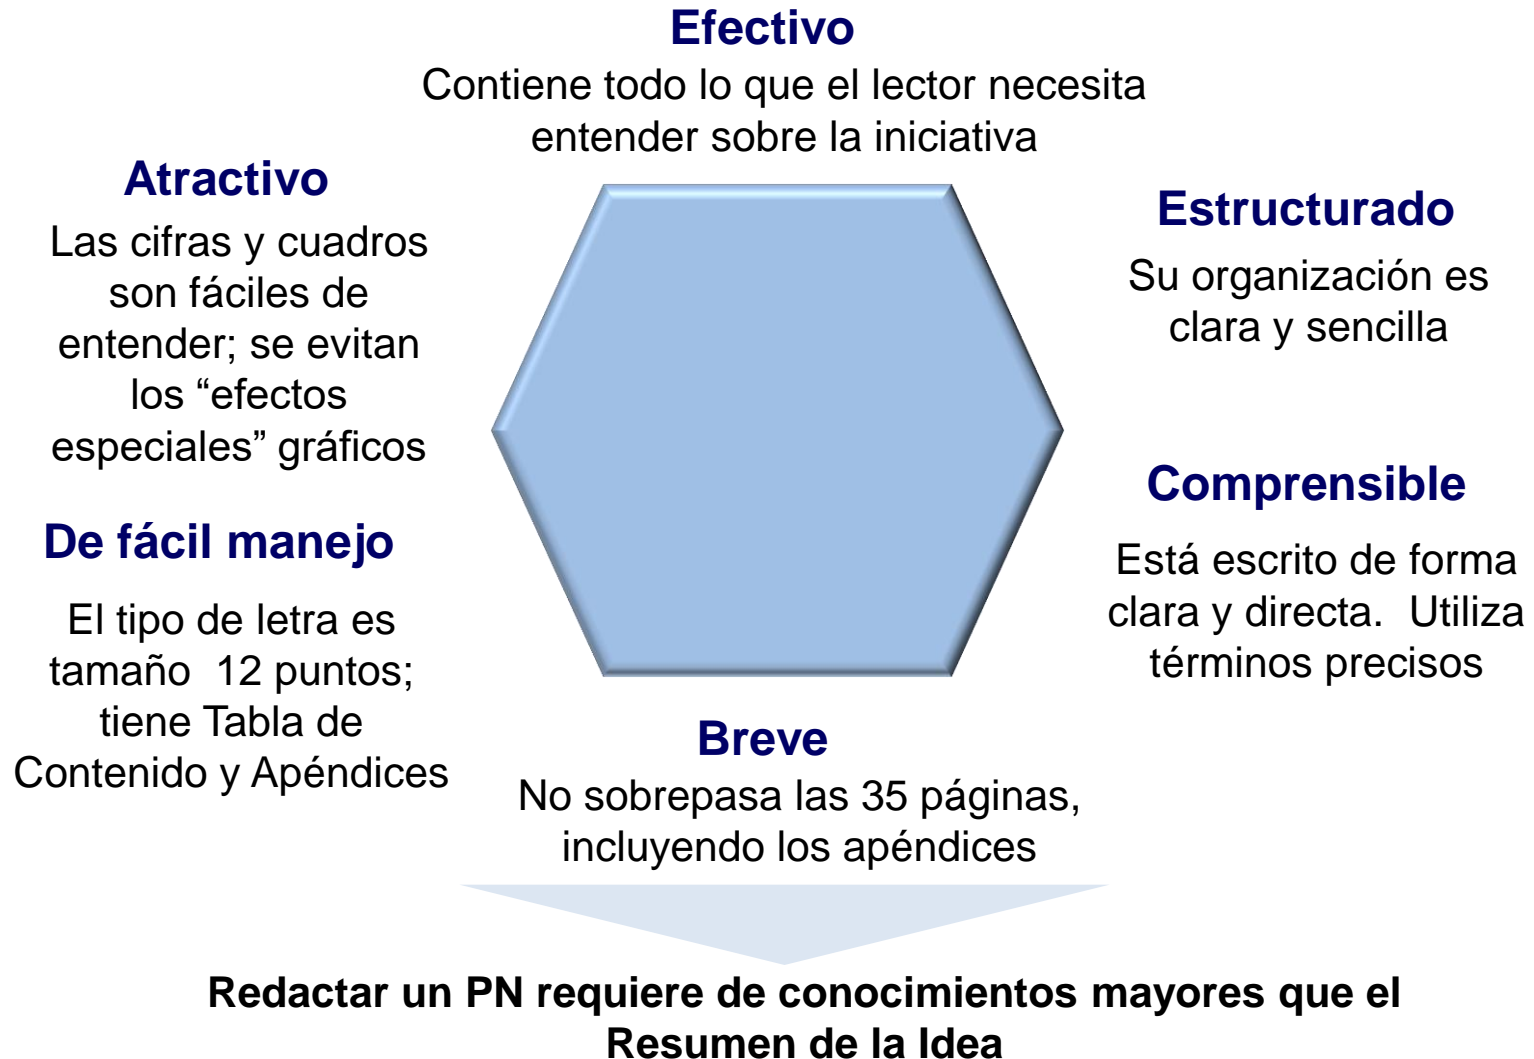 Efectivo
Contiene todo lo que el lector necesita
entender sobre la iniciativa
Atractivo
Las cifras y cuadros
son fáciles de
entender; se evitan
los “efectos
especiales” gráficos
Estructurado
Su organización es
clara y sencilla
Comprensible
Está escrito de forma
clara y directa.  Utiliza
términos precisos
De fácil manejo
El tipo de letra es
tamaño  12 puntos;
tiene Tabla de
Contenido y Apéndices
Breve
No sobrepasa las 35 páginas,
incluyendo los apéndices
Redactar un PN requiere de conocimientos mayores que el
Resumen de la Idea